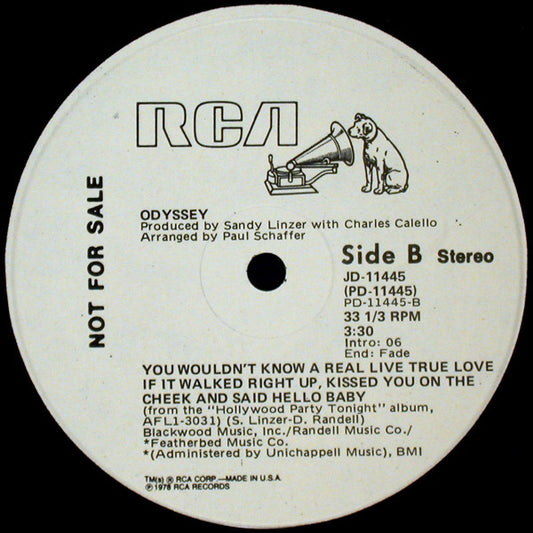 RCA
NOT FOR SALE
ODYSSEY
Produced by Sandy Linzer with Charles Calello
Arranged by Paul Schaffer
Side B Stereo
JD-11445
(PD-11445)
PD-11445-B
33 1/3 RPM
3:30
Intro: 06
End: Fade
YOU WOULDN'T KNOW A REAL LIVE TRUE LOVE
IF IT WALKED RIGHT UP, KISSED YOU ON THE
CHEEK AND SAID HELLO BABY
(from the "Hollywood Party Tonight" album,
AFL1-3031) (S. Linzer-D. Randell)
Blackwood Music, Inc./Randell Music Co./
*Featherbed Music Co.
*(Administered by Unichappell Music), BMI
TM(s) ® RCA CORP.—MADE IN U.S.A.
℗ 1978 RCA RECORDS